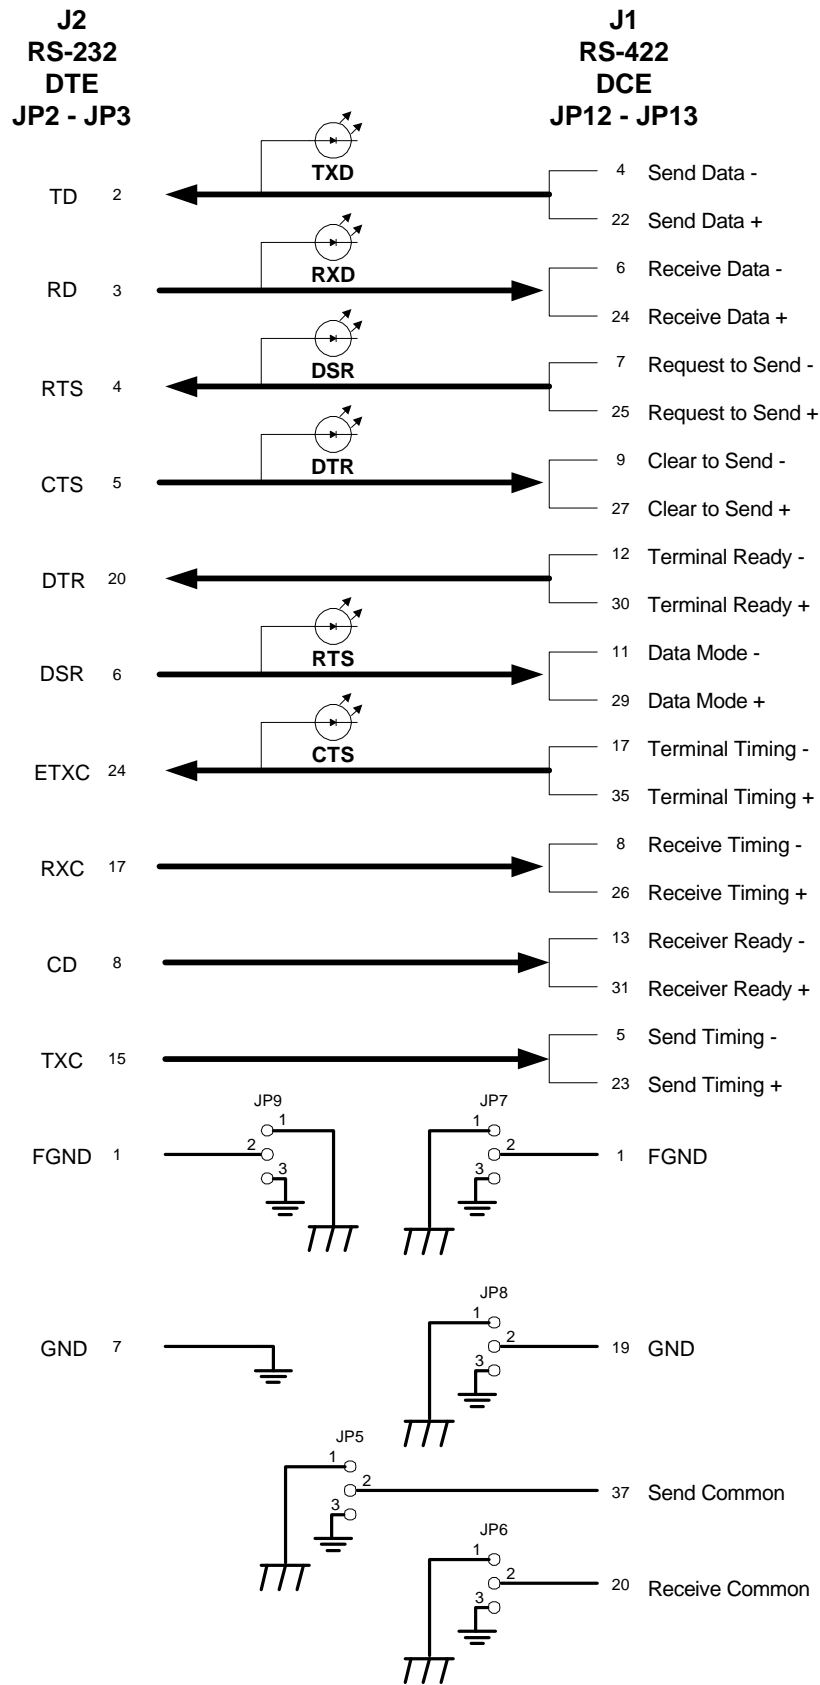 J2 J1
RS-232 RS-422
DTE DCE
JP2 - JP3 JP12 - JP13
TXD
4 Send Data -
TD 2
22 Send Data +
RXD
6 Receive Data -
RD 3
24 Receive Data +
DSR
7 Request to Send -
RTS 4
25 Request to Send +
DTR
9 Clear to Send -
CTS 5
27 Clear to Send +
12 Terminal Ready -
DTR 20
30 Terminal Ready +
RTS
11 Data Mode -
DSR 6
29 Data Mode +
CTS
17 Terminal Timing -
ETXC 24
35 Terminal Timing +
8 Receive Timing -
RXC 17
26 Receive Timing +
13 Receiver Ready -
CD 8
31 Receiver Ready +
5 Send Timing -
TXC 15
23 Send Timing +
JP9 JP7
1 1
FGND 1 2 2 1 FGND
3 3
JP8
1
GND 7 2 19 GND
3
JP5
1
2 37 Send Common
3
JP6
1
2 20 Receive Common
3